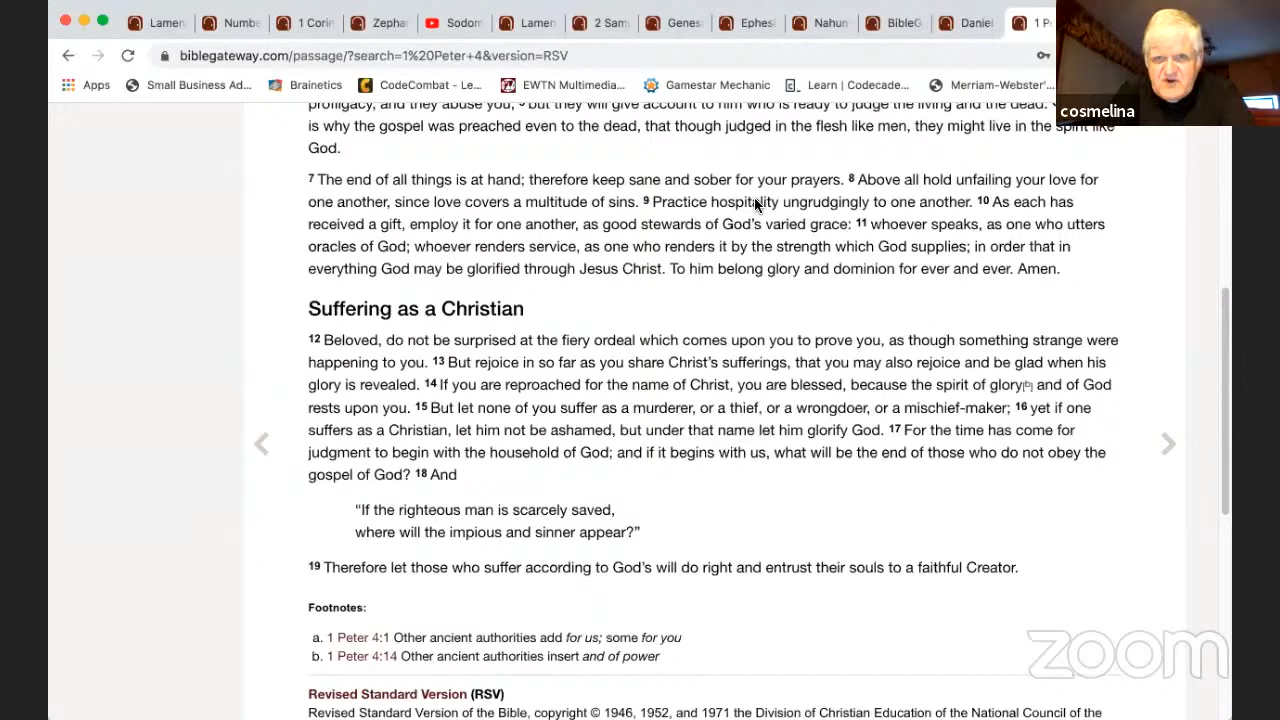 Lamen
Numbe
1 Corin
Zepha
Sodom
Lamen
2 Sam
Genes
Ephes
Nahun
BibleG
Daniel
1 P
biblegateway.com/passage/?search=1%20Peter+4&version=RSV
Apps
Small Business Ad...
Brainetics
CodeCombat - Le...
EWTN Multimedia...
Gamestar Mechanic
Learn | Codecade...
Merriam-Webster'...
cosmelina
profligacy, and they abuse you; 5 but they will give account to him who is ready to judge the living and the dead.
is why the gospel was preached even to the dead, that though judged in the flesh like men, they might live in the spirit like
God.
7 The end of all things is at hand; therefore keep sane and sober for your prayers. 8 Above all hold unfailing your love for
one another, since love covers a multitude of sins. 9 Practice hospitality ungrudgingly to one another. 10 As each has
received a gift, employ it for one another, as good stewards of God's varied grace: 11 whoever speaks, as one who utters
oracles of God; whoever renders service, as one who renders it by the strength which God supplies; in order that in
everything God may be glorified through Jesus Christ. To him belong glory and dominion for ever and ever. Amen.
Suffering as a Christian
12 Beloved, do not be surprised at the fiery ordeal which comes upon you to prove you, as though something strange were
happening to you. 13 But rejoice in so far as you share Christ's sufferings, that you may also rejoice and be glad when his
glory is revealed. 14 If you are reproached for the name of Christ, you are blessed, because the spirit of glory[b] and of God
rests upon you. 15 But let none of you suffer as a murderer, or a thief, or a wrongdoer, or a mischief-maker; 16 yet if one
suffers as a Christian, let him not be ashamed, but under that name let him glorify God. 17 For the time has come for
judgment to begin with the household of God; and if it begins with us, what will be the end of those who do not obey the
gospel of God? 18 And
"If the righteous man is scarcely saved,
where will the impious and sinner appear?"
19 Therefore let those who suffer according to God's will do right and entrust their souls to a faithful Creator.
Footnotes:
a. 1 Peter 4:1 Other ancient authorities add for us; some for you
b. 1 Peter 4:14 Other ancient authorities insert and of power
zoom
Revised Standard Version (RSV)
Revised Standard Version of the Bible, copyright © 1946, 1952, and 1971 the Division of Christian Education of the National Council of the